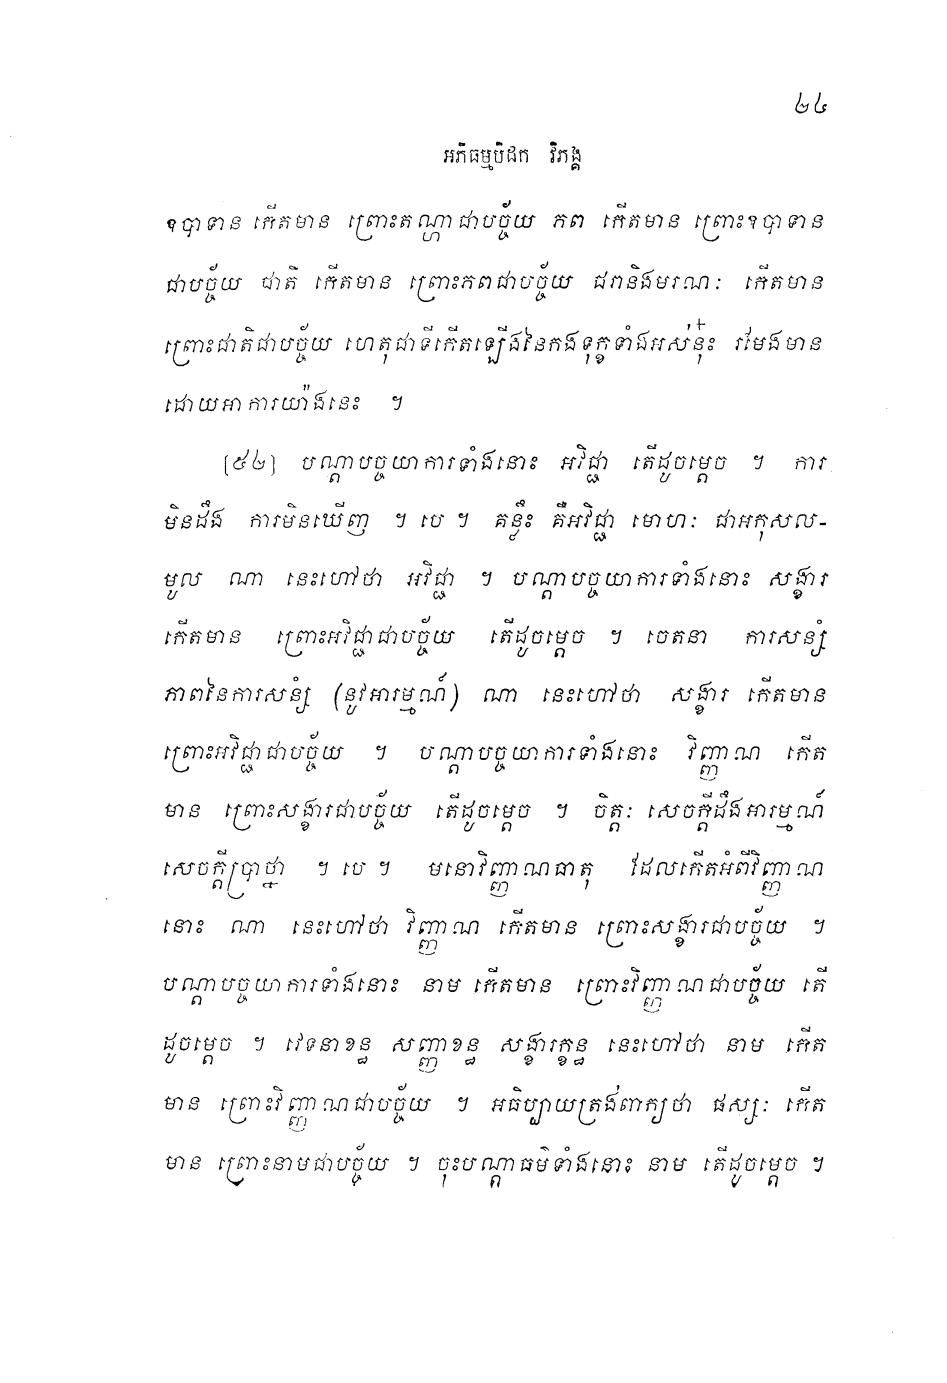 ២៤
អភិធម្មបិដក វិភង្គ
ឧបាទាន កើតមាន ព្រោះតណ្ហាជាបច្ច័យ ភព កើតមាន ព្រោះឧបាទាន
ជាបច្ច័យ ជាតិ កើតមាន ព្រោះភពជាបច្ច័យ ជរានិងមរណៈ កើតមាន
ព្រោះជាតិជាបច្ច័យ ហេតុជាទីកើតឡើងនៃកងទុក្ខទាំងអស់នុ៎ះ រមែងមាន
ដោយអាការយ៉ាងនេះ ។
[៥២] បណ្តាបច្ចយាការទាំងនោះ អវិជ្ជា តើដូចម្តេច ។ ការ
មិនដឹង ការមិនឃើញ ។ បេ ។ គន្លឹះ គឺអវិជ្ជា មោហៈ ជាអកុសល-
មូល ណា នេះហៅថា អវិជ្ជា ។ បណ្តាបច្ចយាការទាំងនោះ សង្ខារ
កើតមាន ព្រោះអវិជ្ជាជាបច្ច័យ តើដូចម្តេច ។ ចេតនា ការសន្សំ
ភាពនៃការសន្សំ (នូវអារម្មណ៍) ណា នេះហៅថា សង្ខារ កើតមាន
ព្រោះអវិជ្ជាជាបច្ច័យ ។ បណ្តាបច្ចយាការទាំងនោះ វិញ្ញាណ កើត
មាន ព្រោះសង្ខារជាបច្ច័យ តើដូចម្តេច ។ ចិត្តៈ សេចក្តីដឹងអារម្មណ៍
សេចក្តីប្រាថ្នា ។ បេ ។ មនោវិញ្ញាណធាតុ ដែលកើតអំពីវិញ្ញាណ
នោះ ណា នេះហៅថា វិញ្ញាណ កើតមាន ព្រោះសង្ខារជាបច្ច័យ ។
បណ្តាបច្ចយាការទាំងនោះ នាម កើតមាន ព្រោះវិញ្ញាណជាបច្ច័យ តើ
ដូចម្តេច ។ វេទនាខន្ធ សញ្ញាខន្ធ សង្ខារក្ខន្ធ នេះហៅថា នាម កើត
មាន ព្រោះវិញ្ញាណជាបច្ច័យ ។ អធិប្បាយត្រង់ពាក្យថា ផស្សៈ កើត
មាន ព្រោះនាមជាបច្ច័យ ។ ចុះបណ្តាធម៌ទាំងនោះ នាម តើដូចម្តេច ។